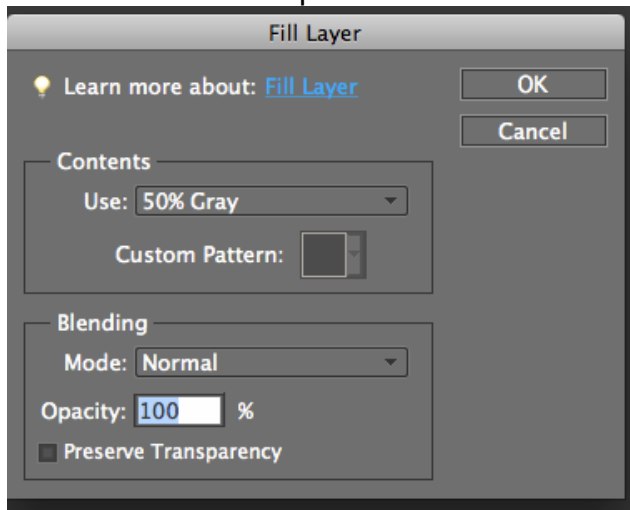 Fill Layer
Learn more about: Fill Layer
OK
Cancel
Contents
Use: 50% Gray
Custom Pattern:
Blending
Mode: Normal
Opacity: 100 %
Preserve Transparency